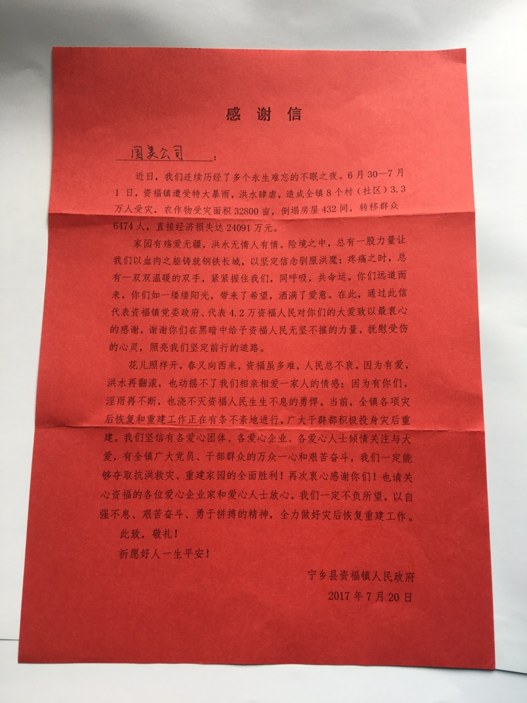 感谢信
国美公司：
近日，我们连续历经了多个永生难忘的不眠之夜。6月30—7月
1日，资福镇遭受特大暴雨，洪水肆虐，造成全镇8个村（社区）3.3
万人受灾，农作物受灾面积32800亩，倒塌房屋432间，转移群众
6474人，直接经济损失达24091万元。
家园有殇爱无疆，洪水无情人有情。险境之中，总有一股力量让
我们以血肉之躯铸就钢铁长城，以坚定信念驯服洪魔；疼痛之时，总
有一双双温暖的双手，紧紧握住我们，同呼吸，共命运。你们远道而
来，你们如一缕缕阳光，带来了希望，洒满了爱意。在此，通过此信
代表资福镇党委政府、代表4.2万资福人民对你们的大爱致以最衷心
的感谢，谢谢你们在黑暗中给予资福人民无坚不摧的力量，抚慰受伤
的心灵，照亮我们坚定前行的道路。
花儿照样开，春又向西来，资福虽多难，人民总不衰。因为有爱，
洪水再翻滚，也动摇不了我们相亲相爱一家人的情感；因为有你们，
淫雨再不断，也浇不灭资福人民生生不息的勇悍。当前，全镇各项灾
后恢复和重建工作正在有条不紊地进行，广大干群都积极投身灾后重
建。我们坚信有各爱心团体、各爱心企业、各爱心人士倾情关注与大
爱，有全镇广大党员、干部群众的万众一心和艰苦奋斗，我们一定能
够夺取抗洪救灾、重建家园的全面胜利！再次衷心感谢你们！也请关
心资福的各位爱心企业家和爱心人士放心，我们一定不负所望，以自
强不息、艰苦奋斗、勇于拼搏的精神，全力做好灾后恢复重建工作。
此致，敬礼！
祈愿好人一生平安！
宁乡县资福镇人民政府
2017年7月20日